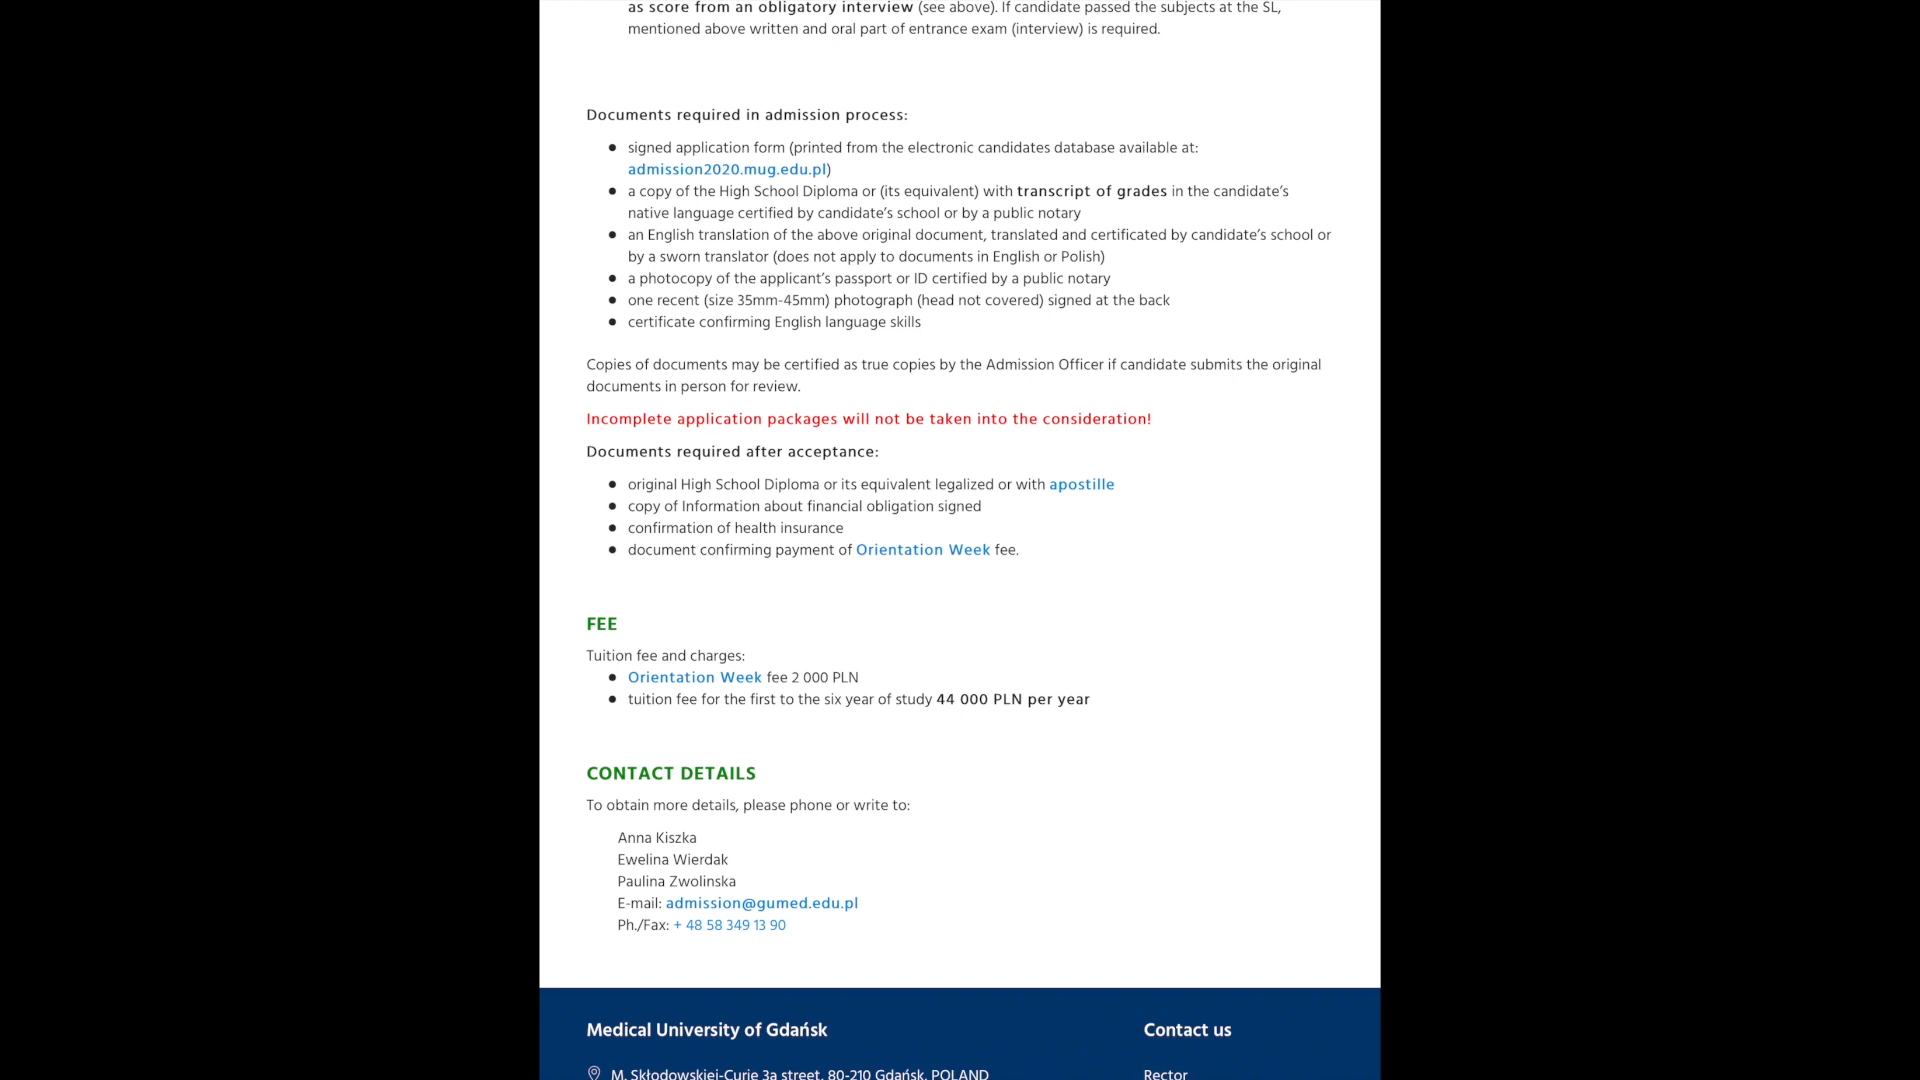 as score from an obligatory interview (see above). If candidate passed the subjects at the SL,
mentioned above written and oral part of entrance exam (interview) is required.
Documents required in admission process:
● signed application form (printed from the electronic candidates database available at:
admission2020.mug.edu.pl)
● a copy of the High School Diploma or (its equivalent) with transcript of grades in the candidate’s
native language certified by candidate’s school or by a public notary
● an English translation of the above original document, translated and certificated by candidate’s school or
by a sworn translator (does not apply to documents in English or Polish)
● a photocopy of the applicant’s passport or ID certified by a public notary
● one recent (size 35mm-45mm) photograph (head not covered) signed at the back
● certificate confirming English language skills
Copies of documents may be certified as true copies by the Admission Officer if candidate submits the original
documents in person for review.
Incomplete application packages will not be taken into the consideration!
Documents required after acceptance:
● original High School Diploma or its equivalent legalized or with apostille
● copy of Information about financial obligation signed
● confirmation of health insurance
● document confirming payment of Orientation Week fee.
FEE
Tuition fee and charges:
● Orientation Week fee 2 000 PLN
● tuition fee for the first to the six year of study 44 000 PLN per year
CONTACT DETAILS
To obtain more details, please phone or write to:
Anna Kiszka
Ewelina Wierdak
Paulina Zwolinska
E-mail: admission@gumed.edu.pl
Ph./Fax: + 48 58 349 13 90
Medical University of Gdańsk
Contact us
M. Skłodowskiej-Curie 3a street, 80-210 Gdańsk, POLAND
Rector